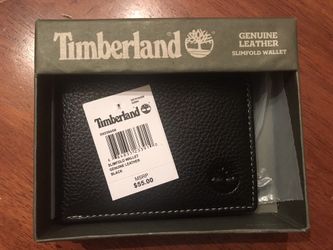 Timberland
GENUINE
LEATHER
SLIMFOLD WALLET
Timberland
SLIMFOLD WALLET
GENUINE LEATHER
BLACK
MSRP
$55.00